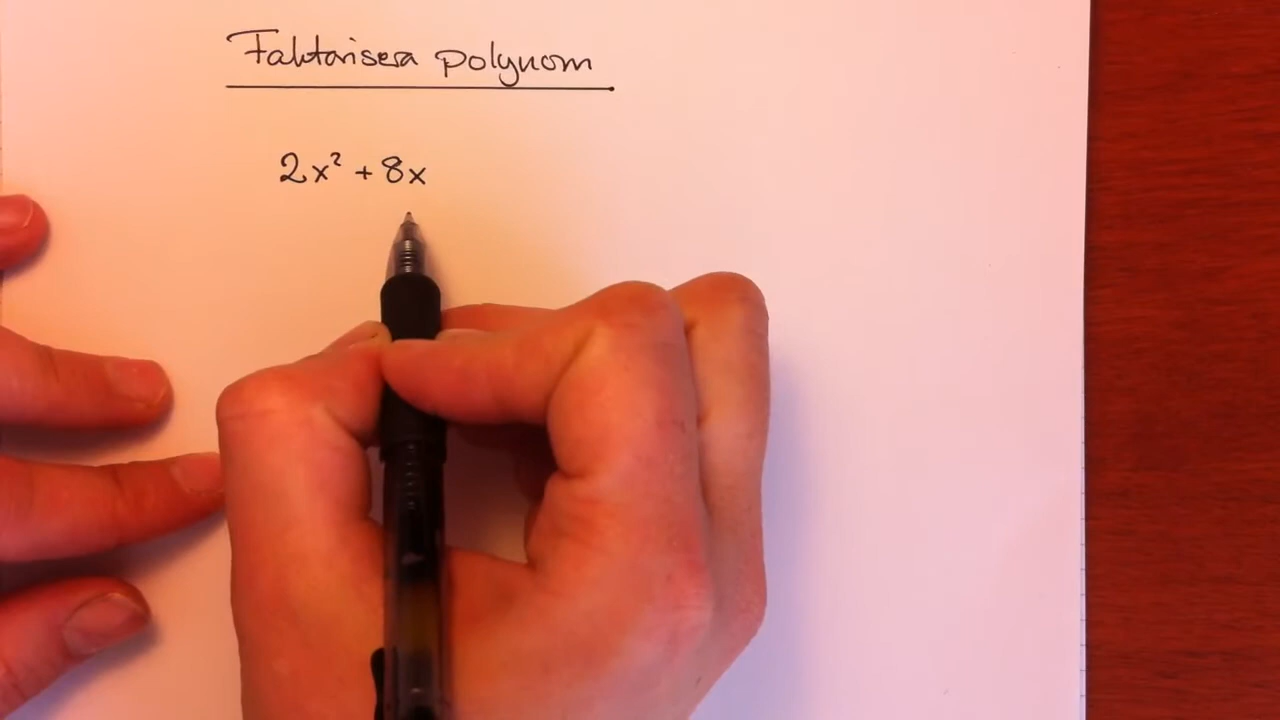 Faktorisera polynom
2x² + 8x